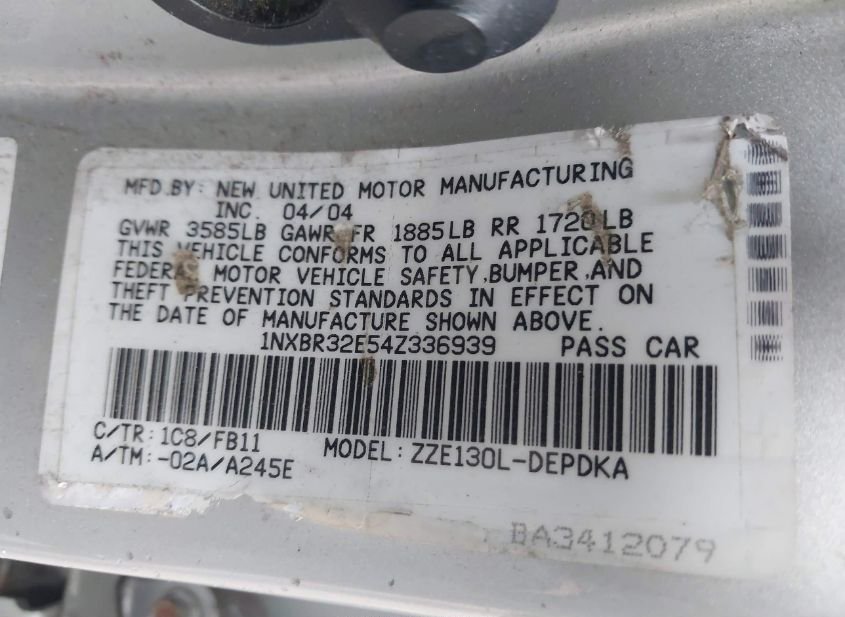 MFD.BY: NEW UNITED MOTOR MANUFACTURING
INC. 04/04
GVWR 3585LB GAWR FR 1885LB RR 1720LB
THIS VEHICLE CONFORMS TO ALL APPLICABLE
FEDERAL MOTOR VEHICLE SAFETY,BUMPER,AND
THEFT PREVENTION STANDARDS IN EFFECT ON
THE DATE OF MANUFACTURE SHOWN ABOVE.
1NXBR32E54Z336939 PASS CAR
C/TR: 1C8/FB11
A/TM:-02A/A245E
MODEL: ZZE130L-DEPDKA
BA3412079